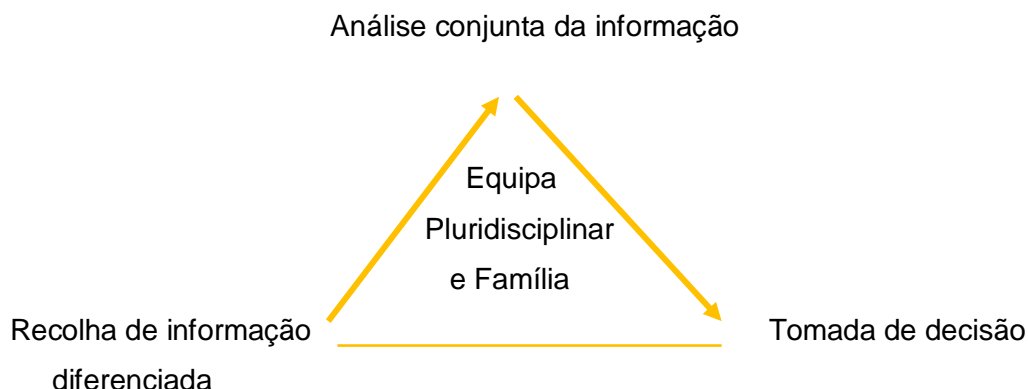 Análise conjunta da informação
Equipa
Pluridisciplinar
e Família
Recolha de informação
diferenciada
Tomada de decisão